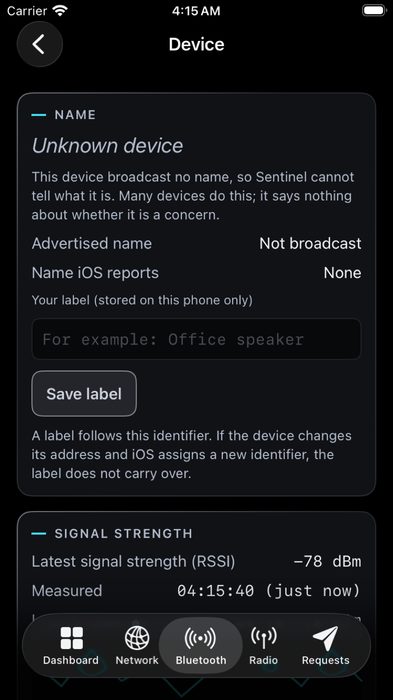 Carrier 4:15 AM
Device
NAME
Unknown device
This device broadcast no name, so Sentinel cannot
tell what it is. Many devices do this; it says nothing
about whether it is a concern.
Advertised name Not broadcast
Name iOS reports None
Your label (stored on this phone only)
For example: Office speaker
Save label
A label follows this identifier. If the device changes
its address and iOS assigns a new identifier, the
label does not carry over.
SIGNAL STRENGTH
Latest signal strength (RSSI) −78 dBm
Measured 04:15:40 (just now)
Dashboard Network Bluetooth Radio Requests